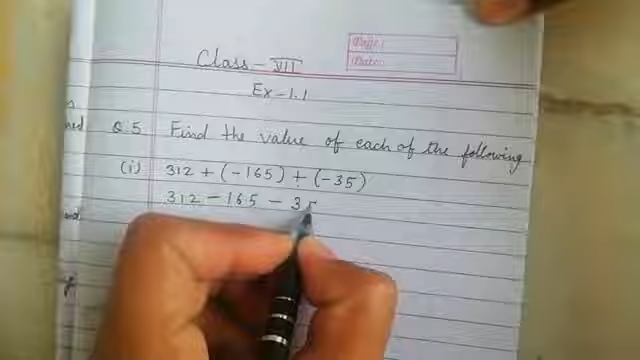 Page:
Date:
Class - VII
Ex-1.1
Q.5 Find the value of each of the following
(i) 312 + (-165) + (-35)
312 - 165 - 35